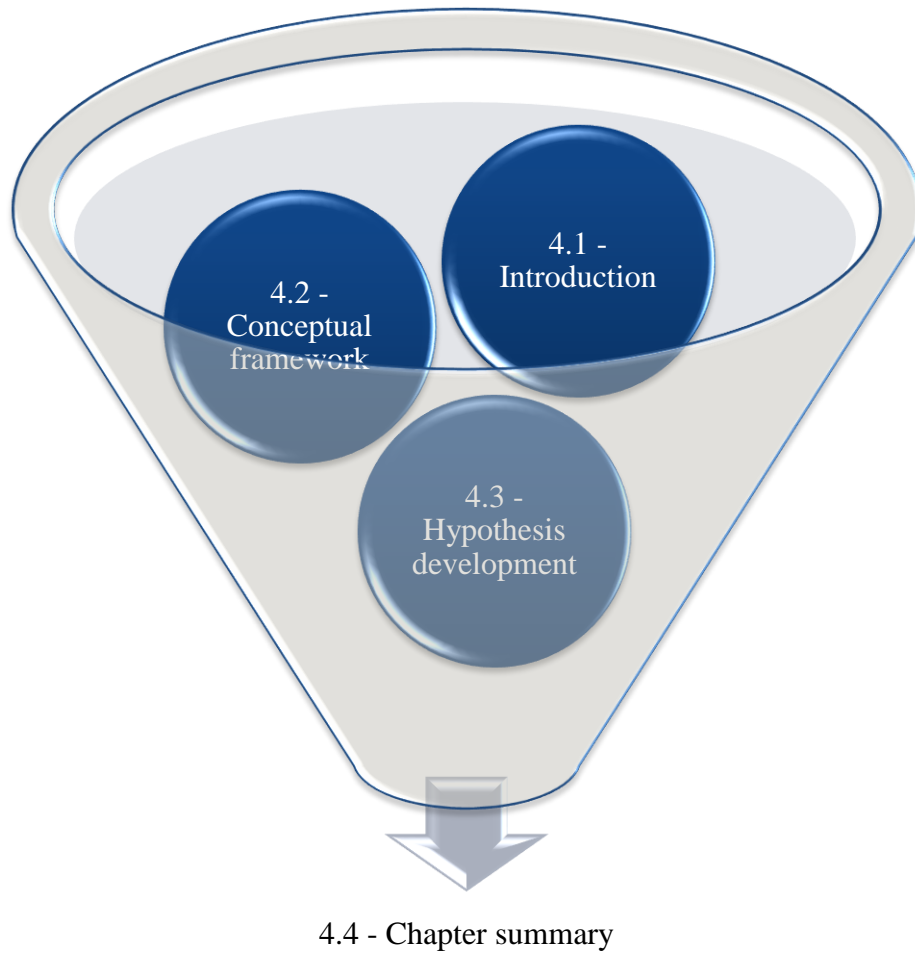 4.1 -
Introduction
4.2 -
Conceptual
framework
4.3 -
Hypothesis
development
4.4 - Chapter summary